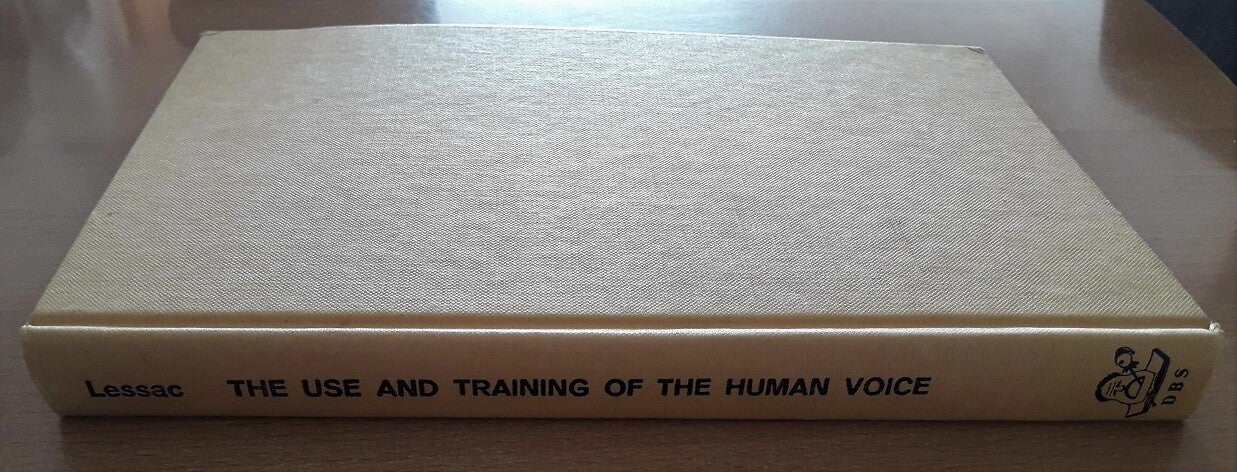 Lessac THE USE AND TRAINING OF THE HUMAN VOICE
DBS